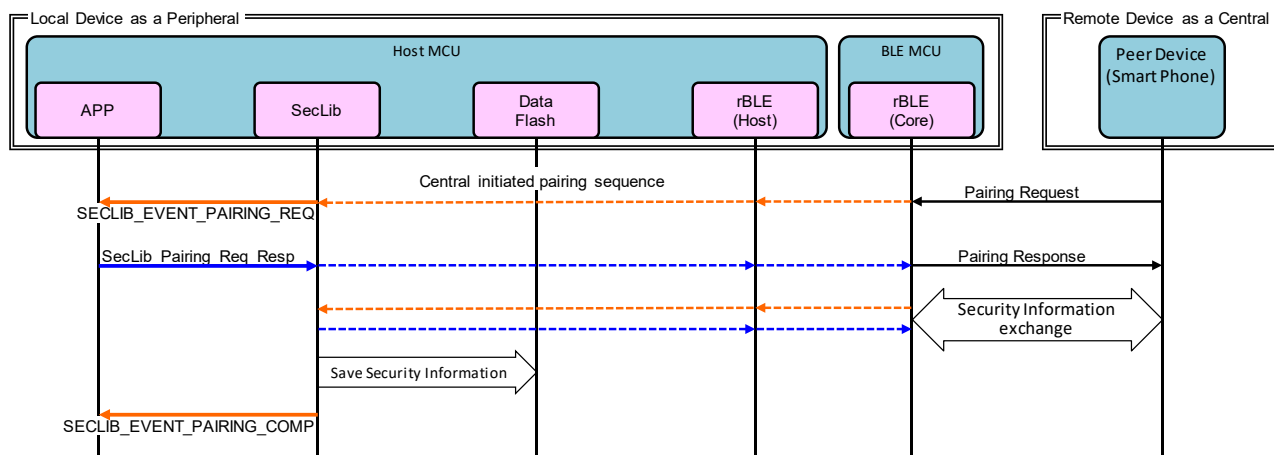 Local Device as a Peripheral
Remote Device as a Central
Host MCU
BLE MCU
Peer Device
(Smart Phone)
APP
SecLib
Data
Flash
rBLE
(Host)
rBLE
(Core)
Central initiated pairing sequence
Pairing Request
SECLIB_EVENT_PAIRING_REQ
SecLib_Pairing_Req_Resp
Pairing Response
Security Information
exchange
Save Security Information
SECLIB_EVENT_PAIRING_COMP